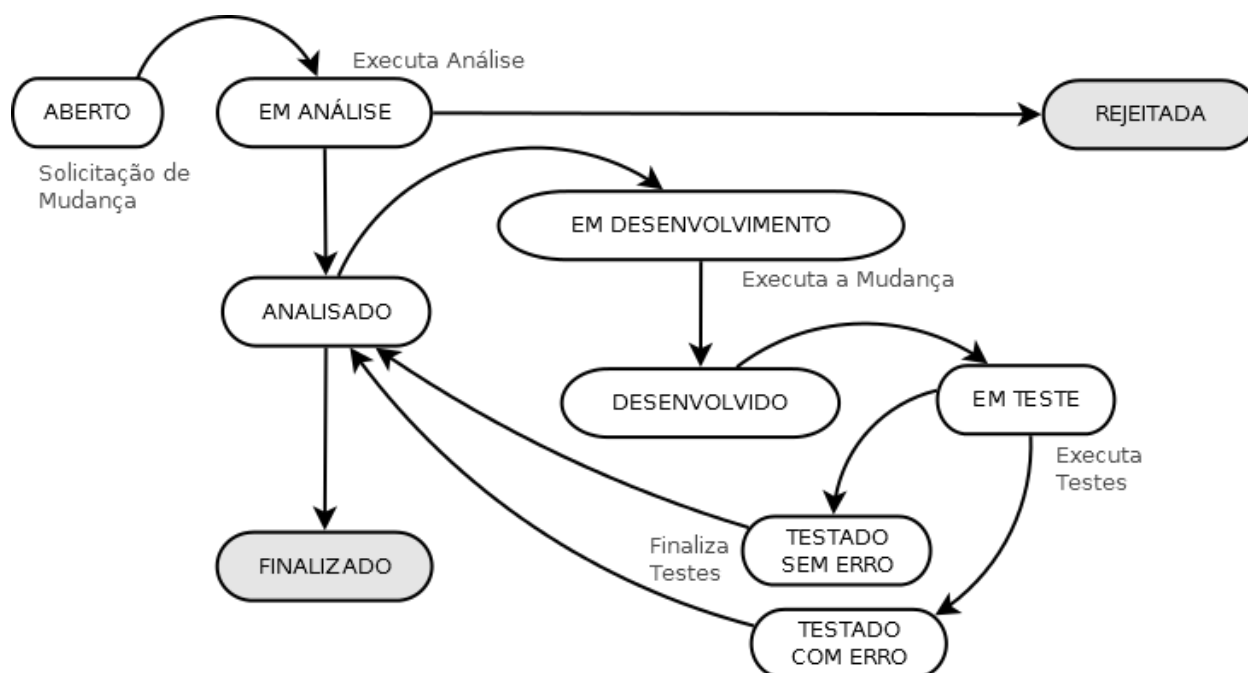 Executa Análise
ABERTO
EM ANÁLISE
REJEITADA
Solicitação de
Mudança
EM DESENVOLVIMENTO
Executa a Mudança
ANALISADO
DESENVOLVIDO
EM TESTE
Executa
Testes
FINALIZADO
Finaliza
Testes
TESTADO
SEM ERRO
TESTADO
COM ERRO